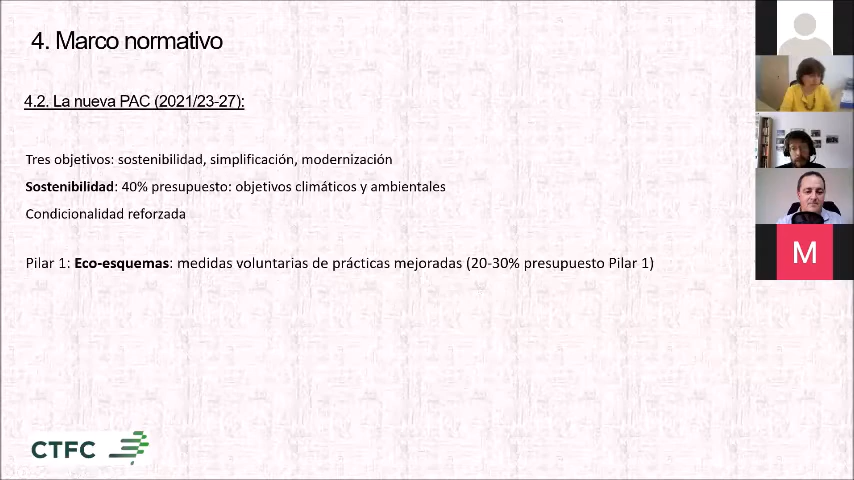 4. Marco normativo
4.2. La nueva PAC (2021/23-27):
Tres objetivos: sostenibilidad, simplificación, modernización
Sostenibilidad: 40% presupuesto: objetivos climáticos y ambientales
Condicionalidad reforzada
Pilar 1: Eco-esquemas: medidas voluntarias de prácticas mejoradas (20-30% presupuesto Pilar 1)
M
CTFC